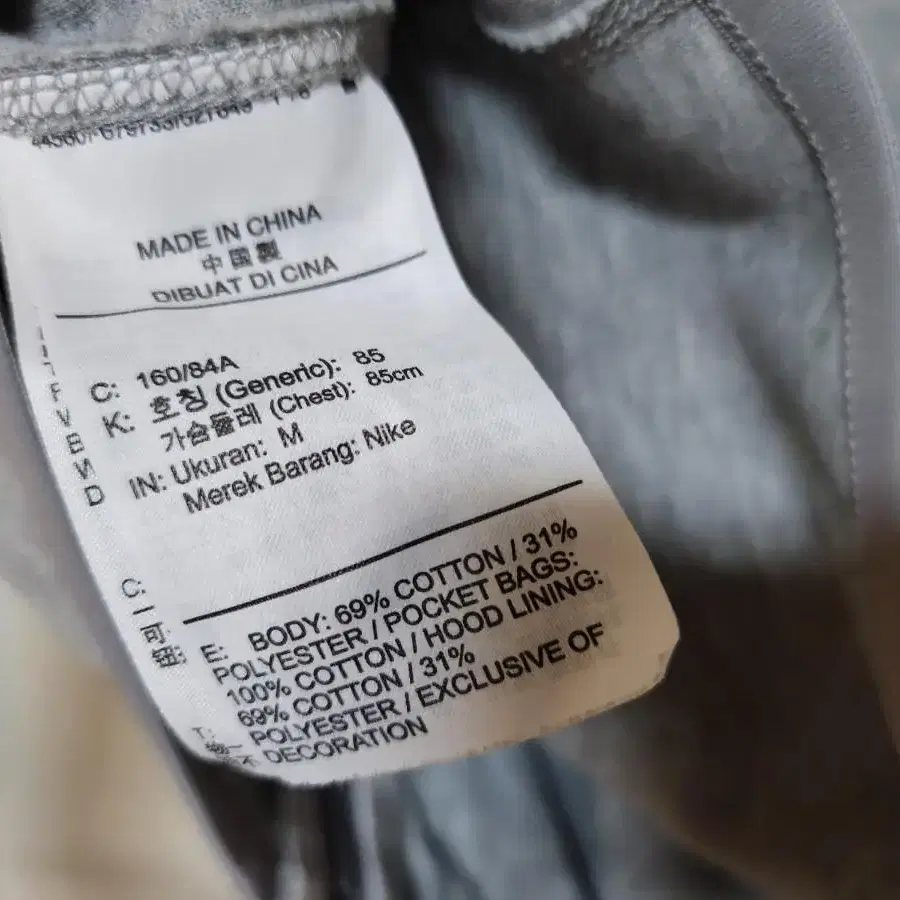 MADE IN CHINA
中国製
DIBUAT DI CINA
C: 160/84A
K: 호칭 (Generic): 85
가슴둘레 (Chest): 85cm
IN: Ukuran: M
Merek Barang: Nike
E: BODY: 69% COTTON / 31%
POLYESTER / POCKET BAGS:
100% COTTON / HOOD LINING:
69% COTTON / 31%
POLYESTER / EXCLUSIVE OF
DECORATION
C: